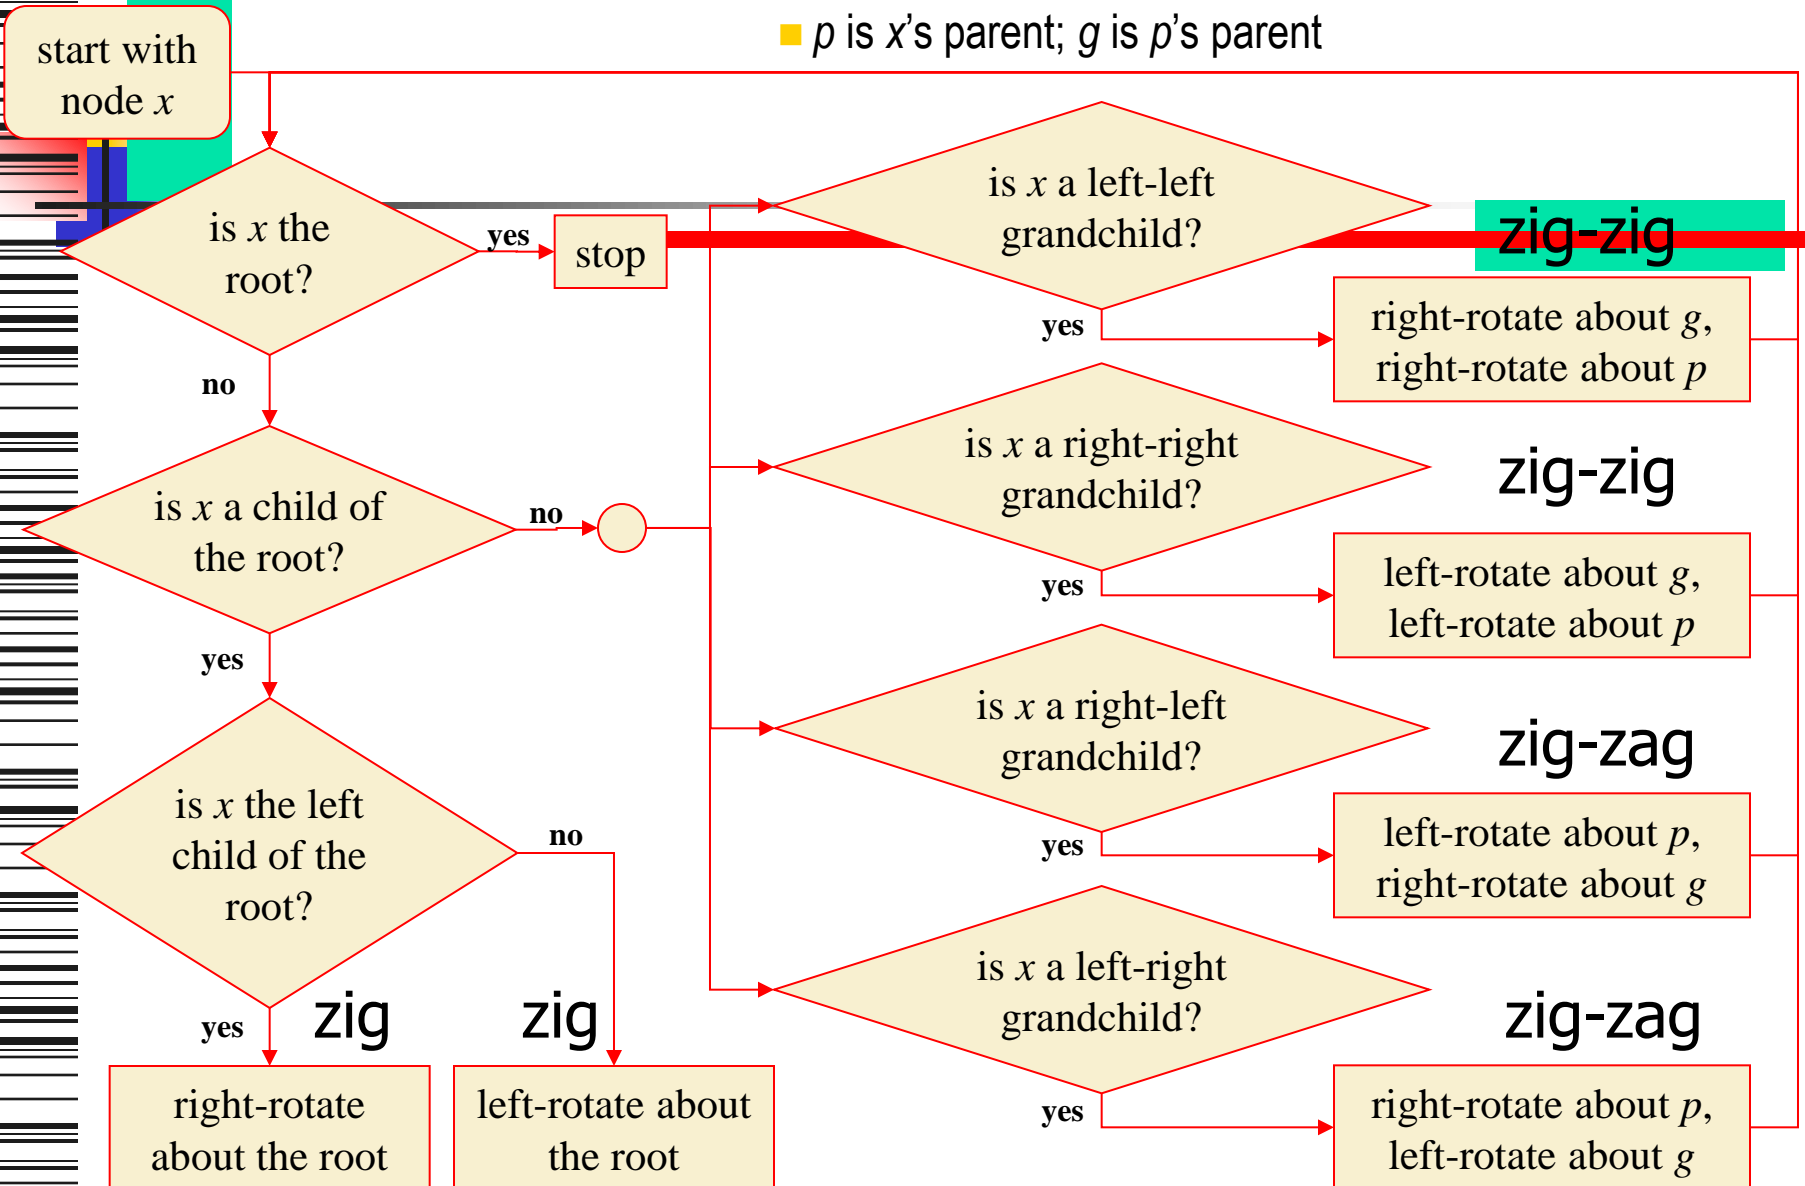 p is x’s parent; g is p’s parent
start with
node x
is x the
root?
yes
stop
no
is x a child of
the root?
no
yes
is x the left
child of the
root?
no
yes
zig
zig
right-rotate
about the root
left-rotate about
the root
is x a left-left
grandchild?
zig-zig
yes
right-rotate about g,
right-rotate about p
is x a right-right
grandchild?
zig-zig
yes
left-rotate about g,
left-rotate about p
is x a right-left
grandchild?
zig-zag
yes
left-rotate about p,
right-rotate about g
is x a left-right
grandchild?
zig-zag
yes
right-rotate about p,
left-rotate about g